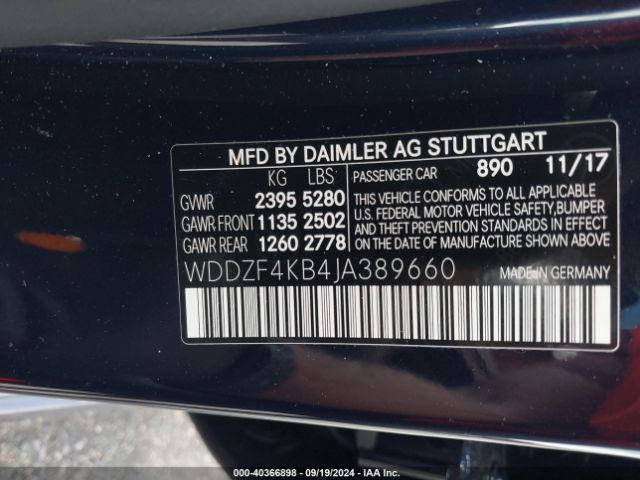 MFD BY DAIMLER AG STUTTGART
KG LBS
GVWR 2395 5280
GAWR FRONT 1135 2502
GAWR REAR 1260 2778
PASSENGER CAR 890 11/17
THIS VEHICLE CONFORMS TO ALL APPLICABLE
U.S. FEDERAL MOTOR VEHICLE SAFETY, BUMPER
AND THEFT PREVENTION STANDARDS IN EFFECT
ON THE DATE OF MANUFACTURE SHOWN ABOVE
WDDZF4KB4JA389660
MADE IN GERMANY
000-40366898 - 09/19/2024 - IAA Inc.